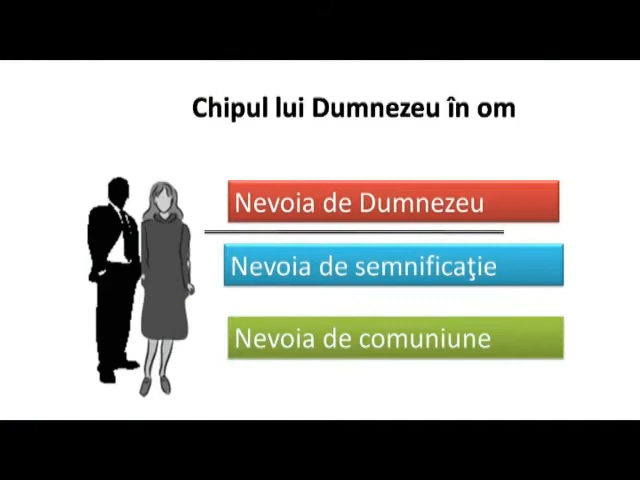 Chipul lui Dumnezeu în om
Nevoia de Dumnezeu
Nevoia de semnificaţie
Nevoia de comuniune